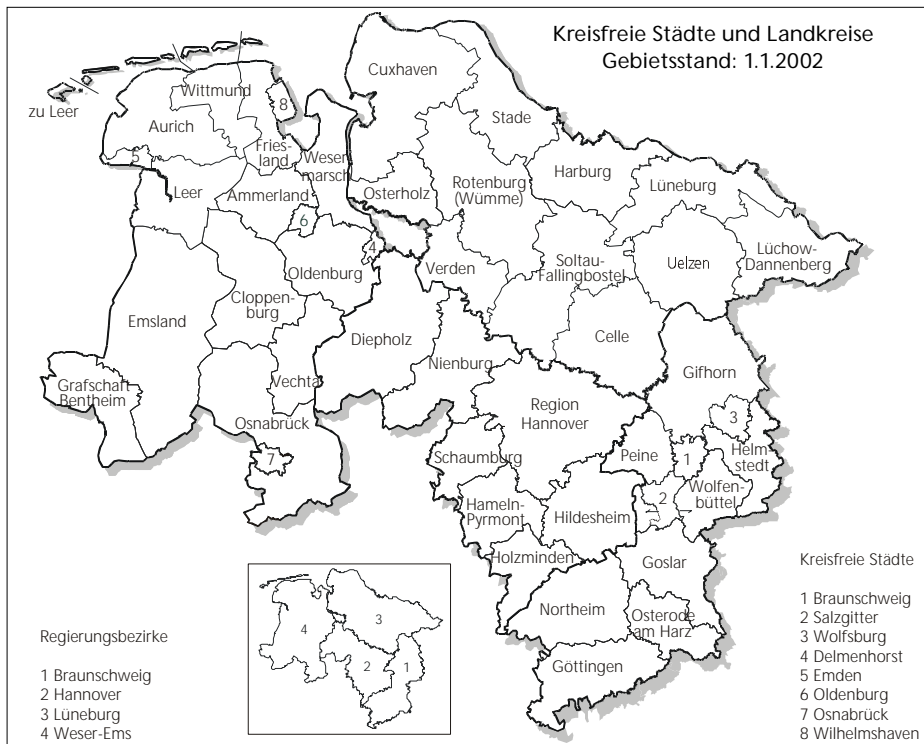 Kreisfreie Städte und Landkreise
Gebietsstand: 1.1.2002
Cuxhaven
Wittmund
8
zu Leer
Aurich
Stade
5
Fries-
land
Weser
marsch
Harburg
Leer
Ammerland
Osterholz
Rotenburg
(Wümme)
Lüneburg
6
4
Oldenburg
Verden
Soltau-
Fallingbostel
Uelzen
Lüchow-
Dannenberg
Cloppen-
burg
Emsland
Diepholz
Celle
Nienburg
Grafschaft
Bentheim
Vechta
Gifhorn
Region
Hannover
Osnabrück
3
7
Schaumburg
Peine
1
Helm-
stedt
2
Wolfen-
büttel
Hameln-
Pyrmont
Hildesheim
Holzminden
Goslar
Northeim
Osterode
am Harz
Göttingen
Regierungsbezirke
1 Braunschweig
2 Hannover
3 Lüneburg
4 Weser-Ems
4
3
2
1
Kreisfreie Städte
1 Braunschweig
2 Salzgitter
3 Wolfsburg
4 Delmenhorst
5 Emden
6 Oldenburg
7 Osnabrück
8 Wilhelmshaven